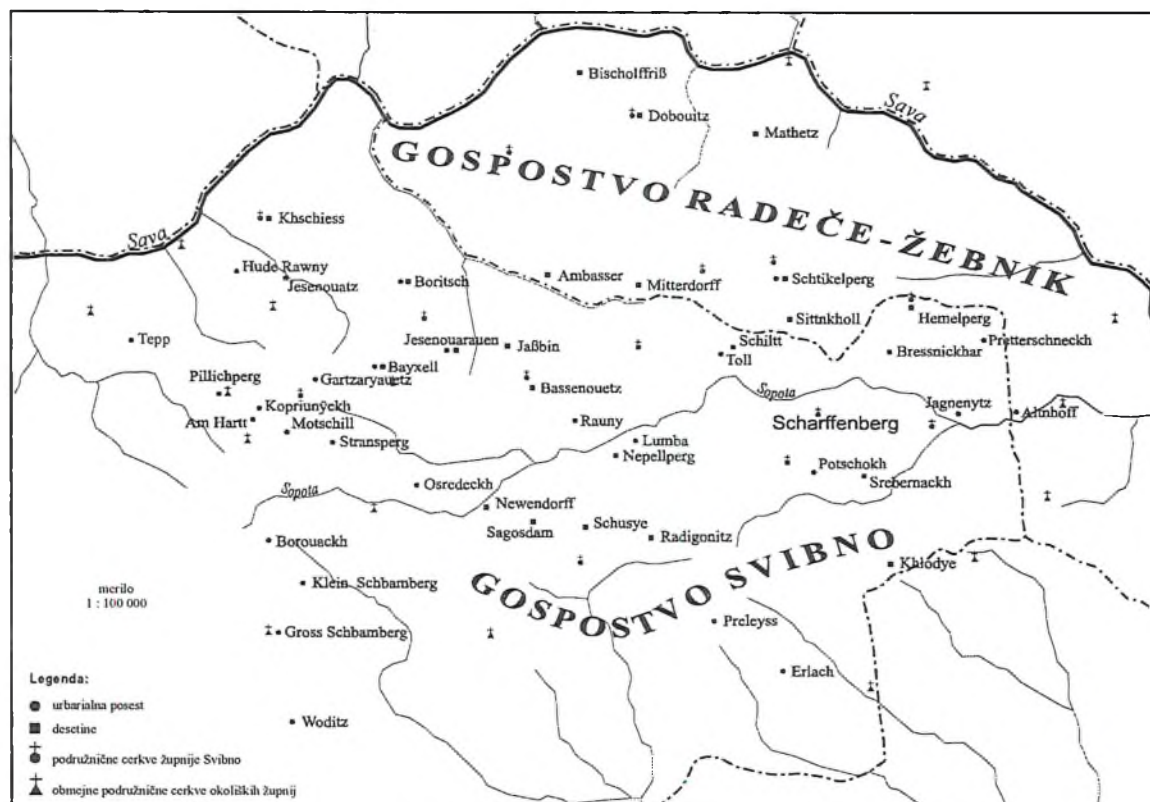 Bischolffriß
Dobouitz
Sava
Mathetz
GOSPOSTVO RADEČE-ŽEBNIK
Khschiess
Sava
Hude Rawny
Jesenouatz
Boritsch
Ambasser
Mitterdorff
Schtikelperg
Sittnkholl
Hemelperg
Tepp
Jesenouarauen
Jaßbin
Schiltt
Toll
Bressnickhar
Pretterschneckh
Bayxell
Pillichperg
Gartzaryauetz
Bassenouetz
Sopota
Kopriunyckh
Jagnenytz
Altnhoff
Am Hartt
Motschill
Rauny
Scharffenberg
Stransperg
Lumba
Nepellperg
Potschokh
Srebernackh
Osredeckh
Sopota
Newendorff
Sagosdam
Schusye
Radigonitz
Borouackh
GOSPOSTVO SVIBNO
Khlodye
merilo
1 : 100 000
Klein Schbamberg
Gross Schbamberg
Preleyss
Erlach
Woditz
Legenda:
urbarialna posest
desetine
podružnične cerkve župnije Svibno
obmejne podružnične cerkve okoliških župnij